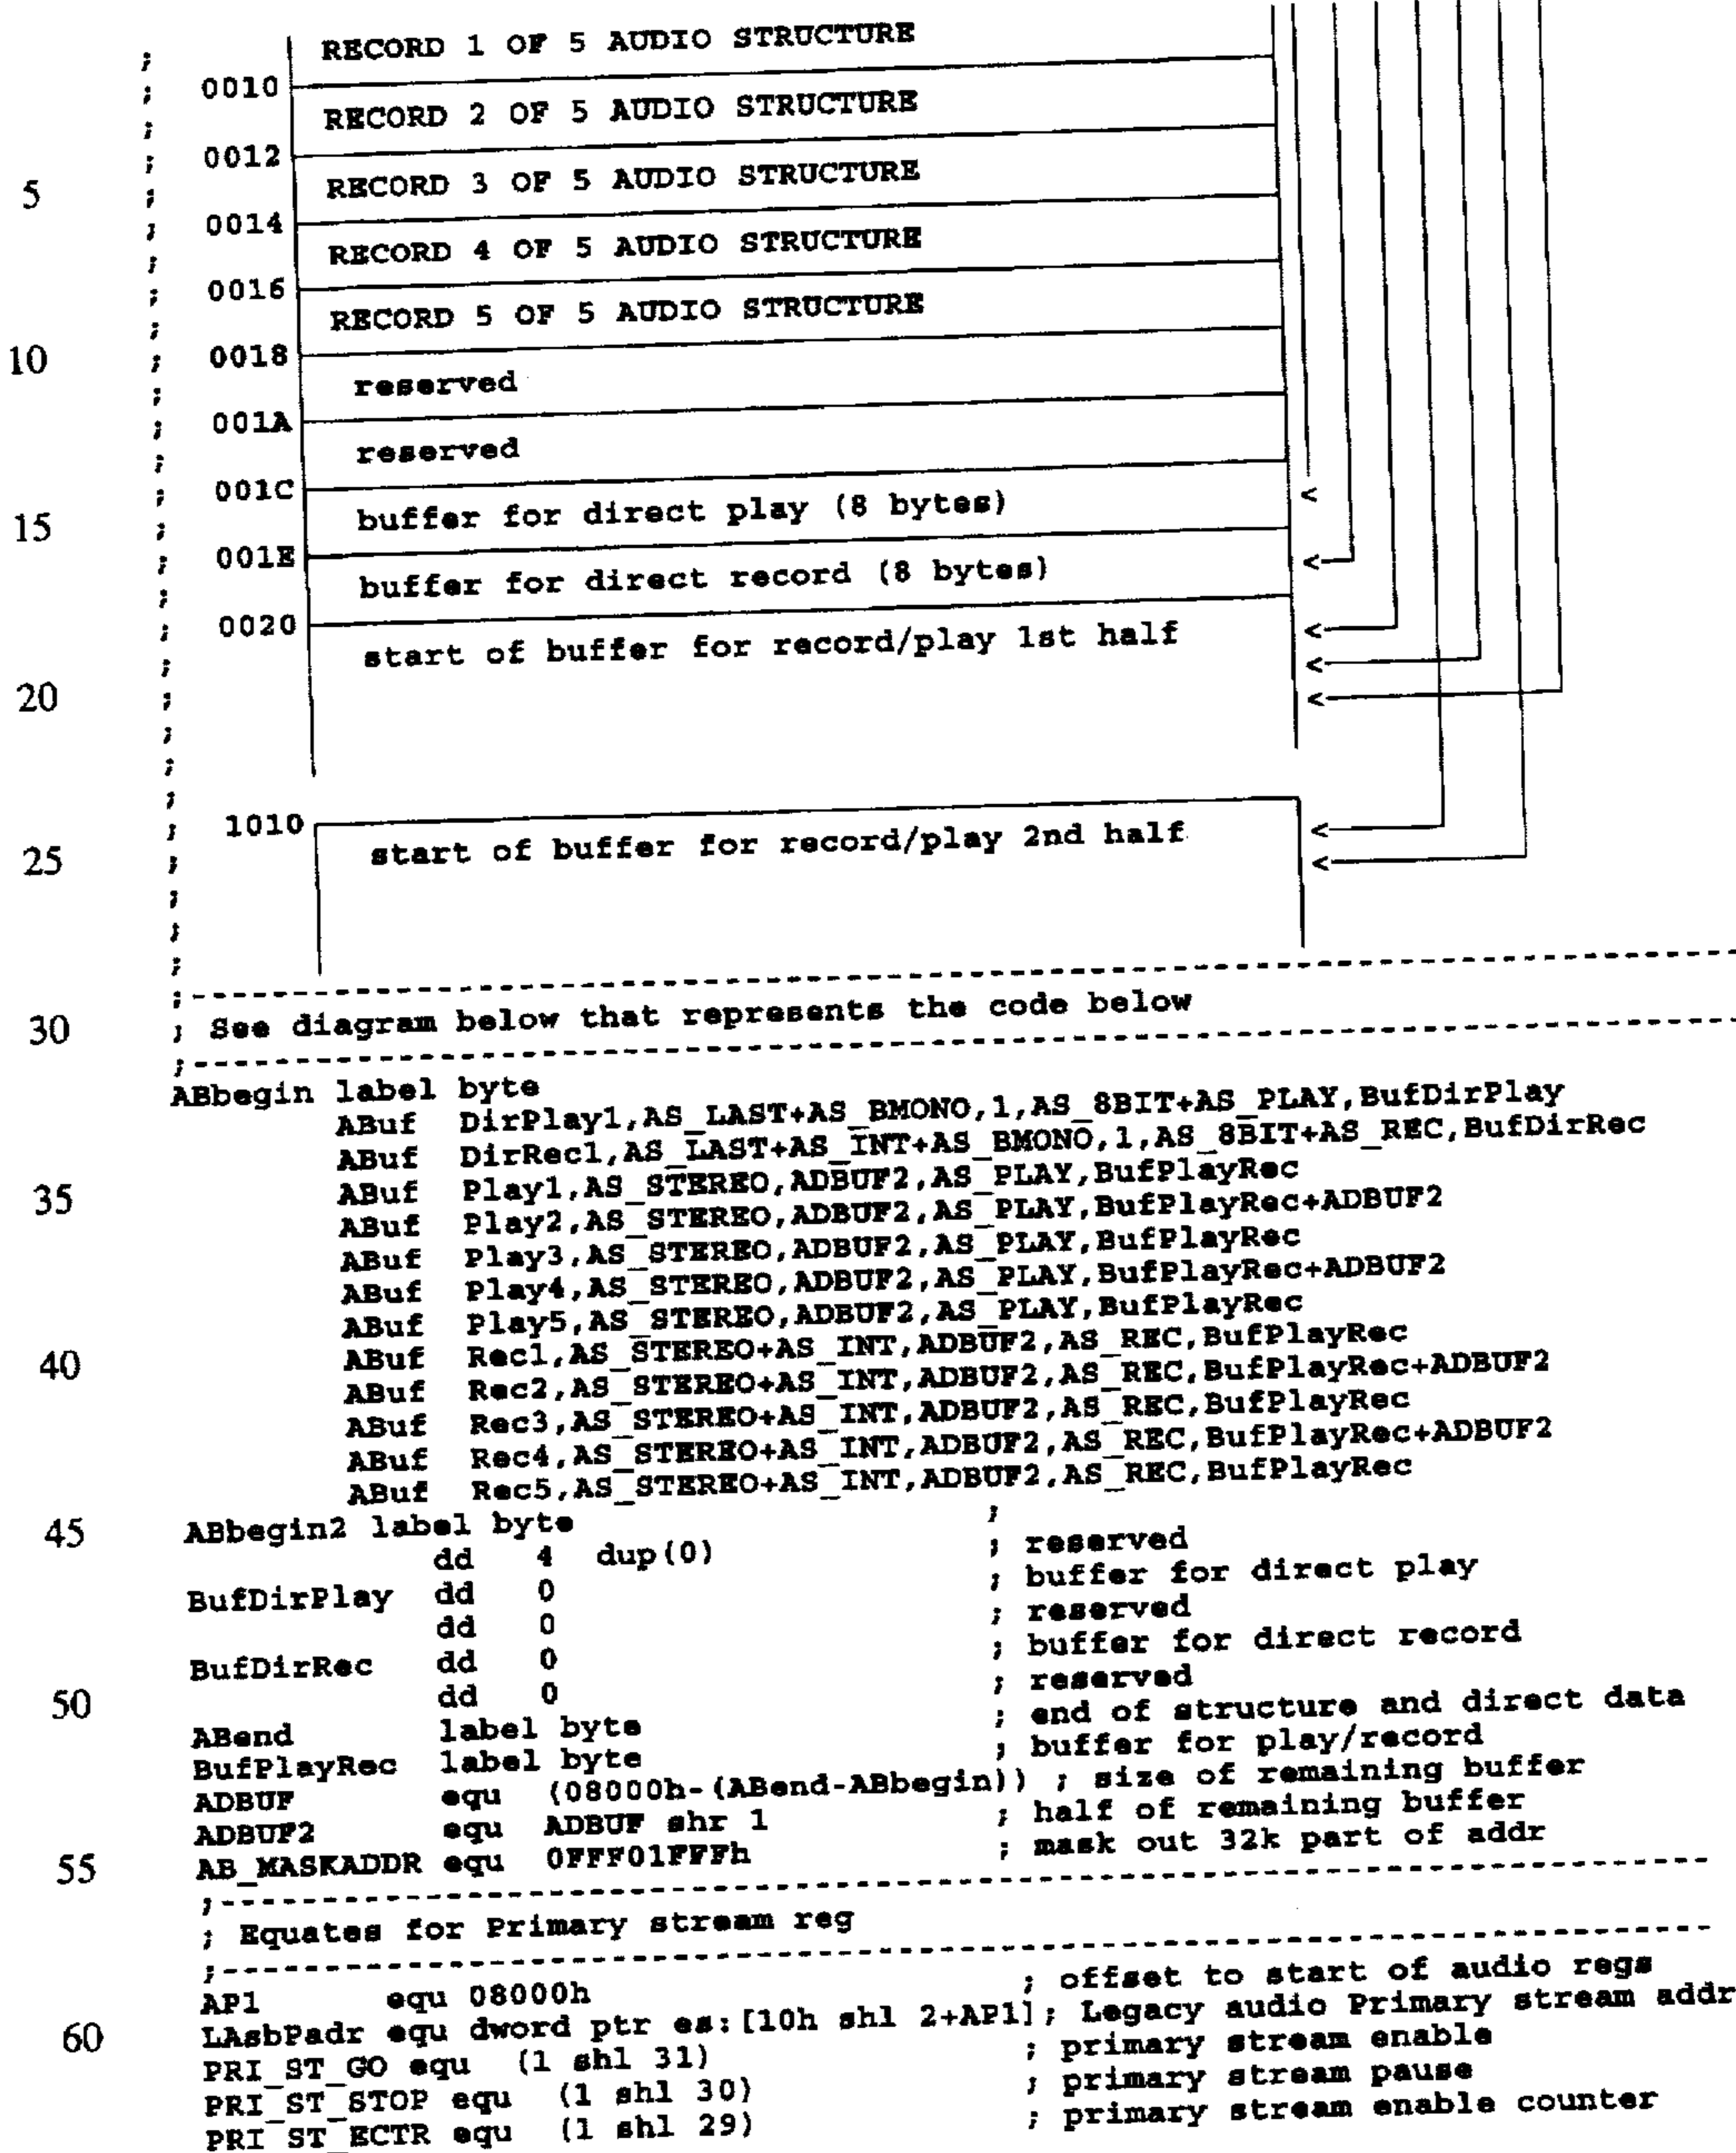 ; RECORD 1 OF 5 AUDIO STRUCTURE
; 0010
; RECORD 2 OF 5 AUDIO STRUCTURE
; 0012
5 ; RECORD 3 OF 5 AUDIO STRUCTURE
; 0014
; RECORD 4 OF 5 AUDIO STRUCTURE
; 0016
; RECORD 5 OF 5 AUDIO STRUCTURE
10 ; 0018
; reserved
; 001A
; reserved
; 001C <
15 ; buffer for direct play (8 bytes)
; 001E <
; buffer for direct record (8 bytes)
; 0020 <
; start of buffer for record/play 1st half <
20 ; <
;
;
;
; 1010 <
25 ; start of buffer for record/play 2nd half <
;
;
;
;--------------------------------------------------------------
30 ; See diagram below that represents the code below
;--------------------------------------------------------------
ABbegin label byte
ABuf DirPlay1,AS_LAST+AS_BMONO,1,AS_8BIT+AS_PLAY,BufDirPlay
ABuf DirRec1,AS_LAST+AS_INT+AS_BMONO,1,AS_8BIT+AS_REC,BufDirRec
35 ABuf Play1,AS_STEREO,ADBUF2,AS_PLAY,BufPlayRec
ABuf Play2,AS_STEREO,ADBUF2,AS_PLAY,BufPlayRec+ADBUF2
ABuf Play3,AS_STEREO,ADBUF2,AS_PLAY,BufPlayRec
ABuf Play4,AS_STEREO,ADBUF2,AS_PLAY,BufPlayRec+ADBUF2
ABuf Play5,AS_STEREO,ADBUF2,AS_PLAY,BufPlayRec
40 ABuf Rec1,AS_STEREO+AS_INT,ADBUF2,AS_REC,BufPlayRec
ABuf Rec2,AS_STEREO+AS_INT,ADBUF2,AS_REC,BufPlayRec+ADBUF2
ABuf Rec3,AS_STEREO+AS_INT,ADBUF2,AS_REC,BufPlayRec
ABuf Rec4,AS_STEREO+AS_INT,ADBUF2,AS_REC,BufPlayRec+ADBUF2
ABuf Rec5,AS_STEREO+AS_INT,ADBUF2,AS_REC,BufPlayRec
45 ABbegin2 label byte ;
dd 4 dup(0) ; reserved
BufDirPlay dd 0 ; buffer for direct play
dd 0 ; reserved
BufDirRec dd 0 ; buffer for direct record
50 dd 0 ; reserved
ABend label byte ; end of structure and direct data
BufPlayRec label byte ; buffer for play/record
ADBUF equ (08000h-(ABend-ABbegin)) ; size of remaining buffer
ADBUF2 equ ADBUF shr 1 ; half of remaining buffer
55 AB_MASKADDR equ 0FFF01FFFh ; mask out 32k part of addr
;--------------------------------------------------------------
; Equates for Primary stream reg
;--------------------------------------------------------------
AP1 equ 08000h ; offset to start of audio regs
60 LAsbPadr equ dword ptr es:[10h shl 2+AP1]; Legacy audio Primary stream addr
PRI_ST_GO equ (1 shl 31) ; primary stream enable
PRI_ST_STOP equ (1 shl 30) ; primary stream pause
PRI_ST_ECTR equ (1 shl 29) ; primary stream enable counter